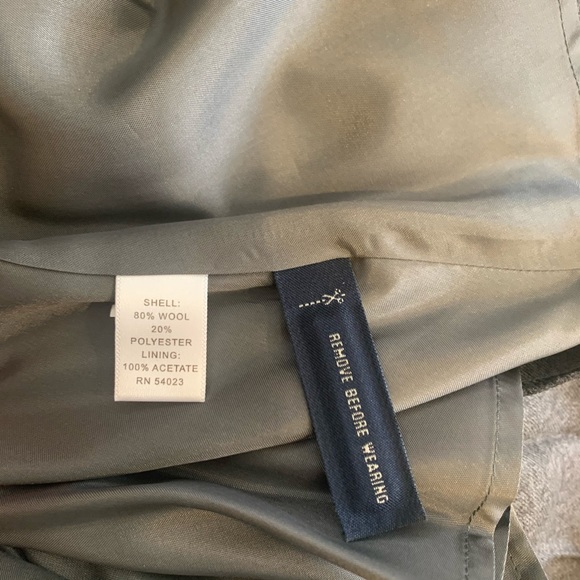 SHELL:
80% WOOL
20%
POLYESTER
LINING:
100% ACETATE
RN 54023
REMOVE BEFORE WEARING